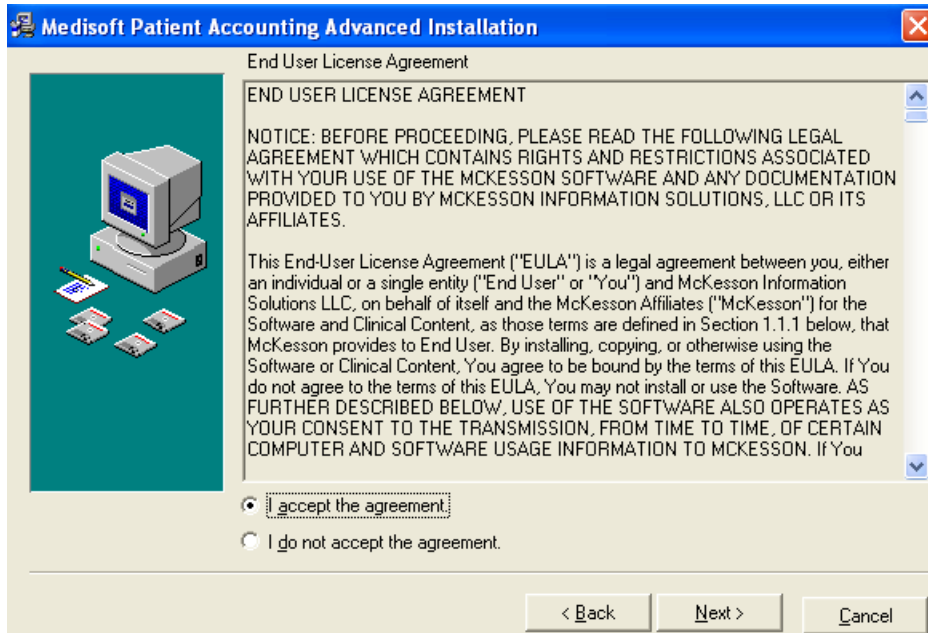 Medisoft Patient Accounting Advanced Installation
End User License Agreement
END USER LICENSE AGREEMENT
NOTICE: BEFORE PROCEEDING, PLEASE READ THE FOLLOWING LEGAL
AGREEMENT WHICH CONTAINS RIGHTS AND RESTRICTIONS ASSOCIATED
WITH YOUR USE OF THE MCKESSON SOFTWARE AND ANY DOCUMENTATION
PROVIDED TO YOU BY MCKESSON INFORMATION SOLUTIONS, LLC OR ITS
AFFILIATES.
This End-User License Agreement ("EULA") is a legal agreement between you, either
an individual or a single entity ("End User" or "You") and McKesson Information
Solutions LLC, on behalf of itself and the McKesson Affiliates ("McKesson") for the
Software and Clinical Content, as those terms are defined in Section 1.1.1 below, that
McKesson provides to End User. By installing, copying, or otherwise using the
Software or Clinical Content, You agree to be bound by the terms of this EULA. If You
do not agree to the terms of this EULA, You may not install or use the Software. AS
FURTHER DESCRIBED BELOW, USE OF THE SOFTWARE ALSO OPERATES AS
YOUR CONSENT TO THE TRANSMISSION, FROM TIME TO TIME, OF CERTAIN
COMPUTER AND SOFTWARE USAGE INFORMATION TO MCKESSON. If You
I accept the agreement.
I do not accept the agreement.
< Back Next > Cancel